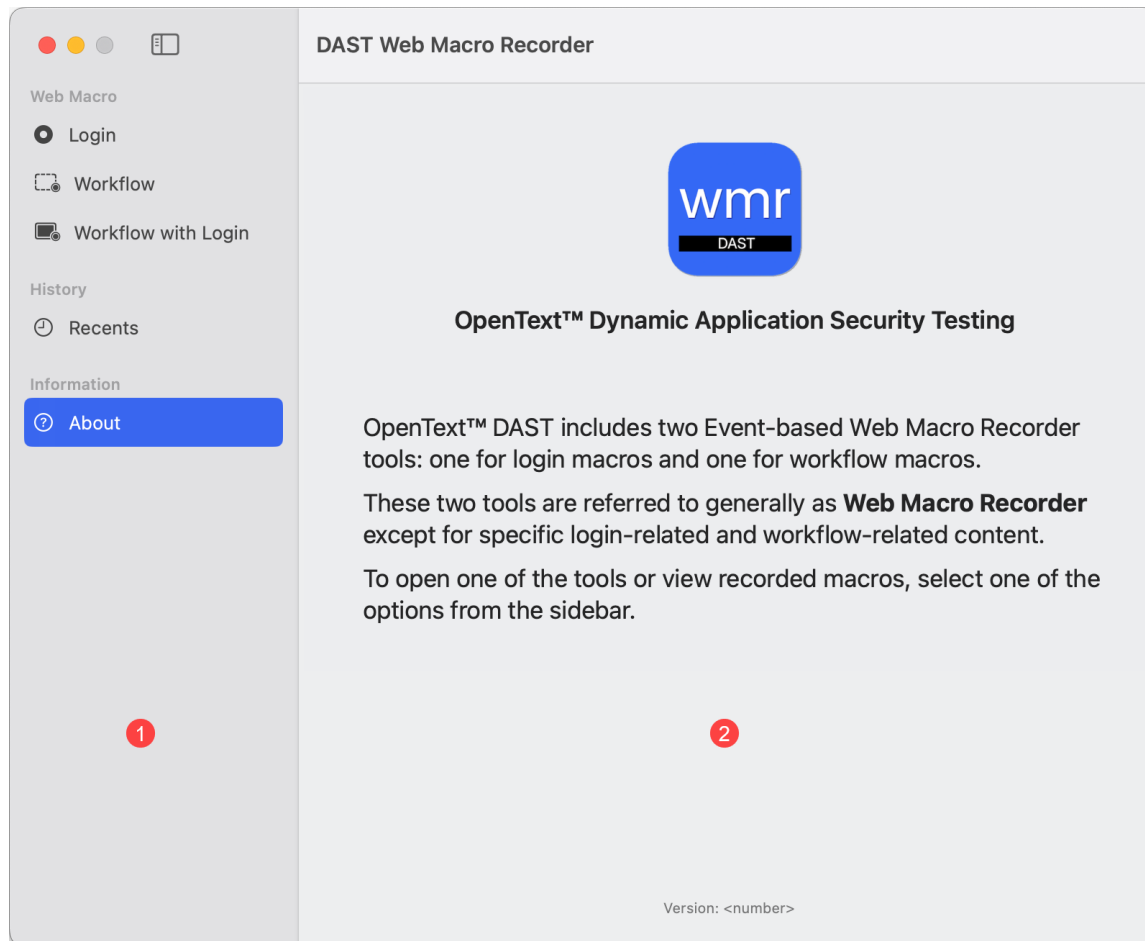 DAST Web Macro Recorder
Web Macro
Login
Workflow
Workflow with Login
History
Recents
Information
About
1
wmr
DAST
OpenText™ Dynamic Application Security Testing
OpenText™ DAST includes two Event-based Web Macro Recorder
tools: one for login macros and one for workflow macros.
These two tools are referred to generally as Web Macro Recorder
except for specific login-related and workflow-related content.
To open one of the tools or view recorded macros, select one of the
options from the sidebar.
2
Version: <number>